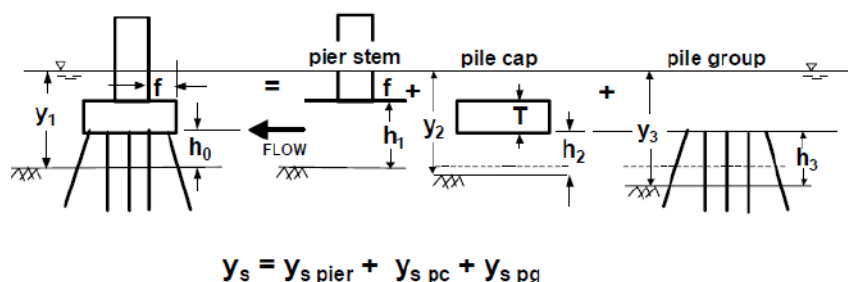 pier stem pile cap pile group
f = f + +
y₁ T y₂ y₃
h₀ h₁ h₂ h₃
FLOW
yₛ = yₛ pier + yₛ pc + yₛ pg